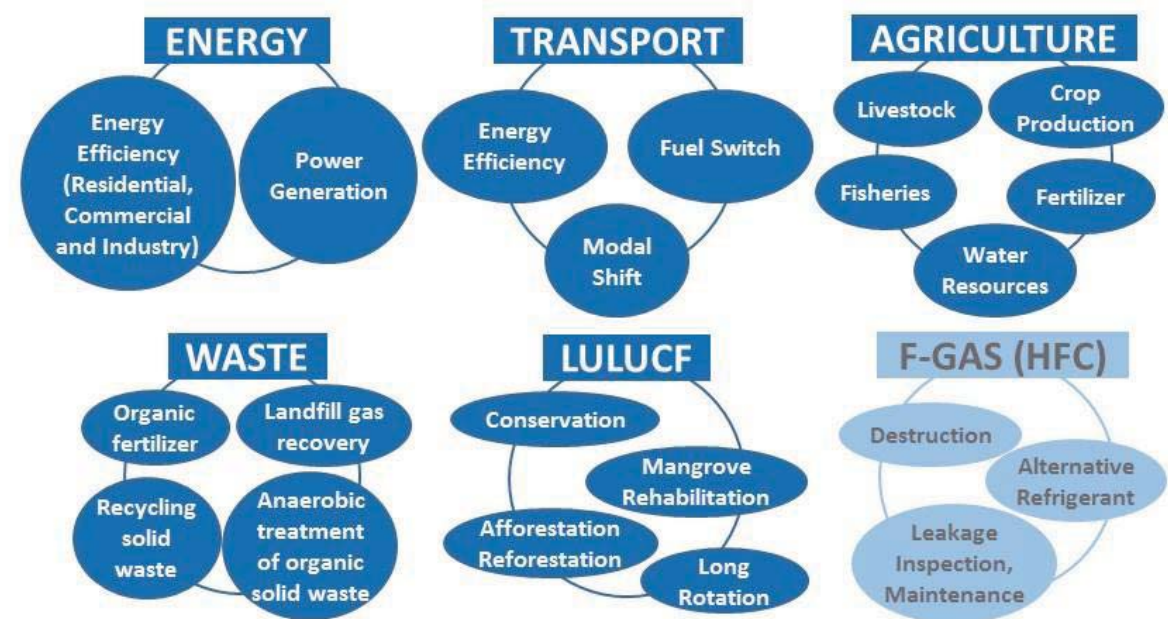 ENERGY
Energy
Efficiency
(Residential,
Commercial
and Industry)
Power
Generation
TRANSPORT
Energy
Efficiency
Fuel Switch
Modal
Shift
AGRICULTURE
Livestock
Crop
Production
Fisheries
Fertilizer
Water
Resources
WASTE
Organic
fertilizer
Landfill gas
recovery
Recycling
solid
waste
Anaerobic
treatment
of organic
solid waste
LULUCF
Conservation
Mangrove
Rehabilitation
Afforestation
Reforestation
Long
Rotation
F-GAS (HFC)
Destruction
Alternative
Refrigerant
Leakage
Inspection,
Maintenance